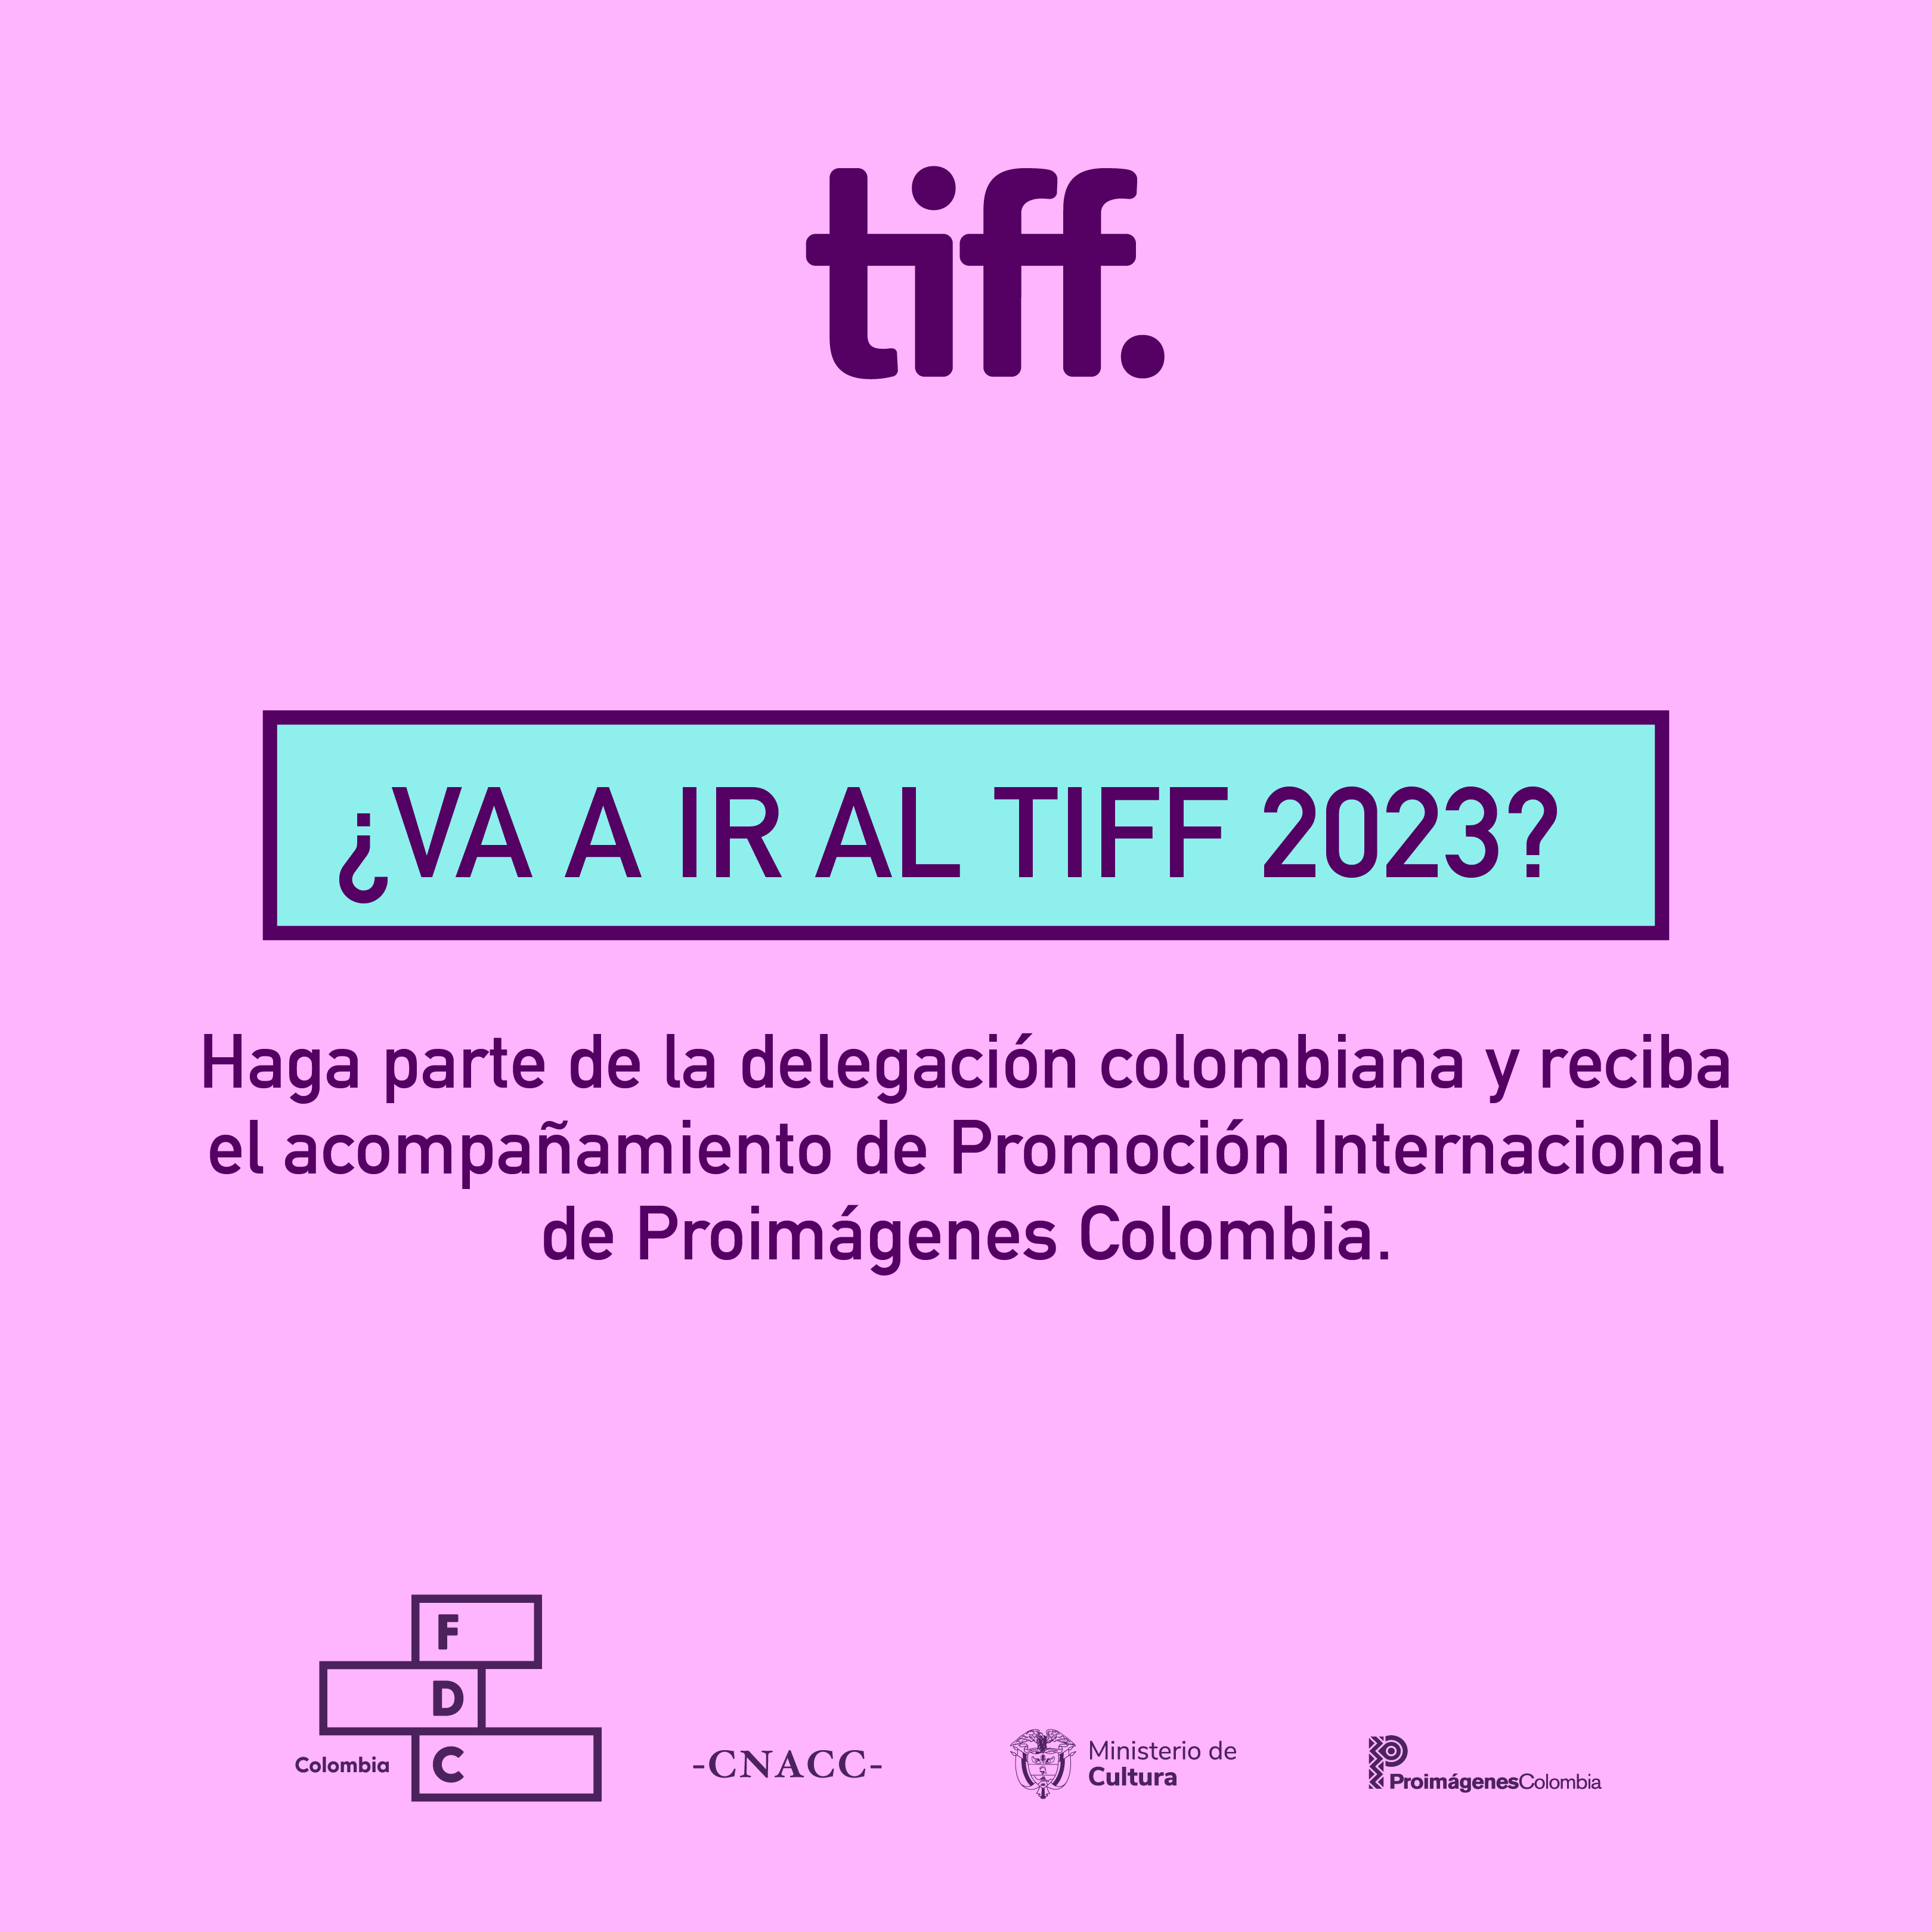 tiff.
¿VA A IR AL TIFF 2023?
Haga parte de la delegación colombiana y reciba
el acompañamiento de Promoción Internacional
de Proimágenes Colombia.
F
D
Colombia C
-CNACC-
Ministerio de
Cultura
ProimágenesColombia